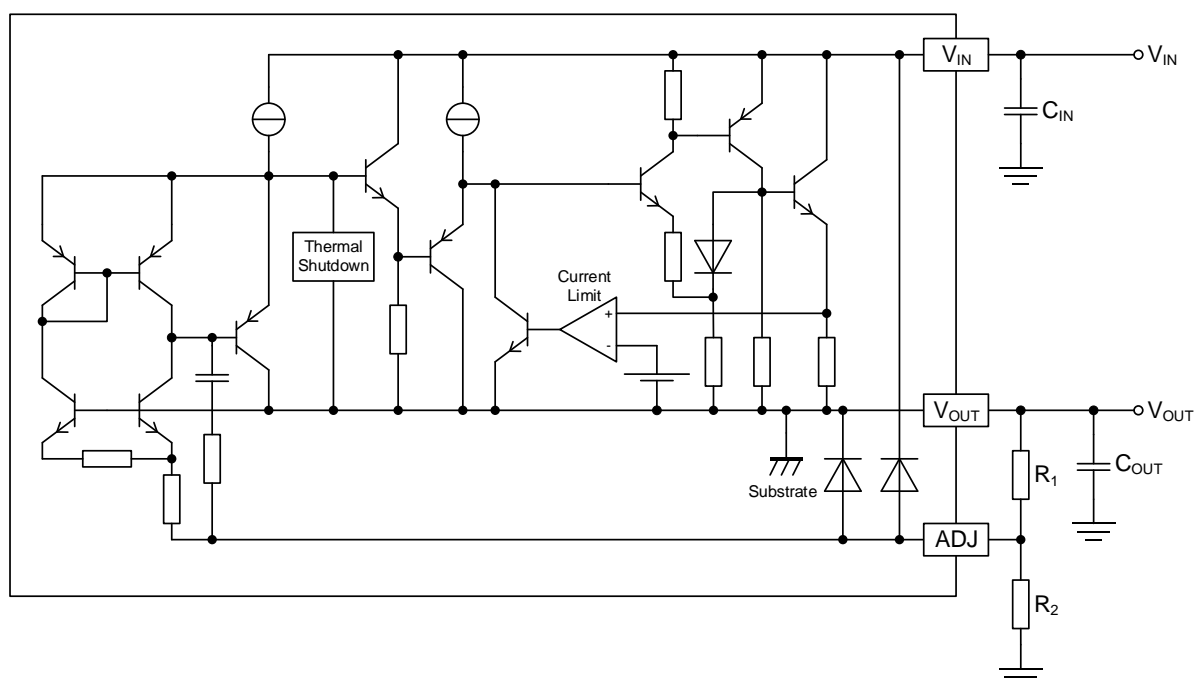 V_IN
V_IN
C_IN
Thermal
Shutdown
Current
Limit
+
-
V_OUT
V_OUT
C_OUT
R_1
Substrate
ADJ
R_2